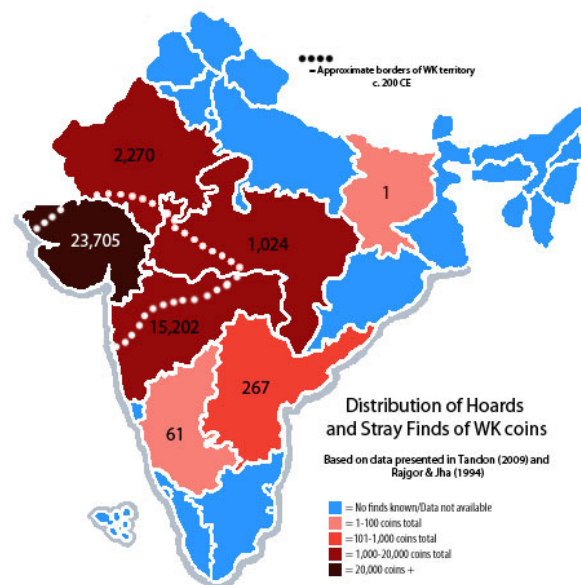 – Approximate borders of WK territory
c. 200 CE
2,270
1
23,705
1,024
15,202
267
61
Distribution of Hoards
and Stray Finds of WK coins
Based on data presented in Tandon (2009) and
Rajgor & Jha (1994)
= No finds known/Data not available
= 1-100 coins total
= 101-1,000 coins total
= 1,000-20,000 coins total
= 20,000 coins +